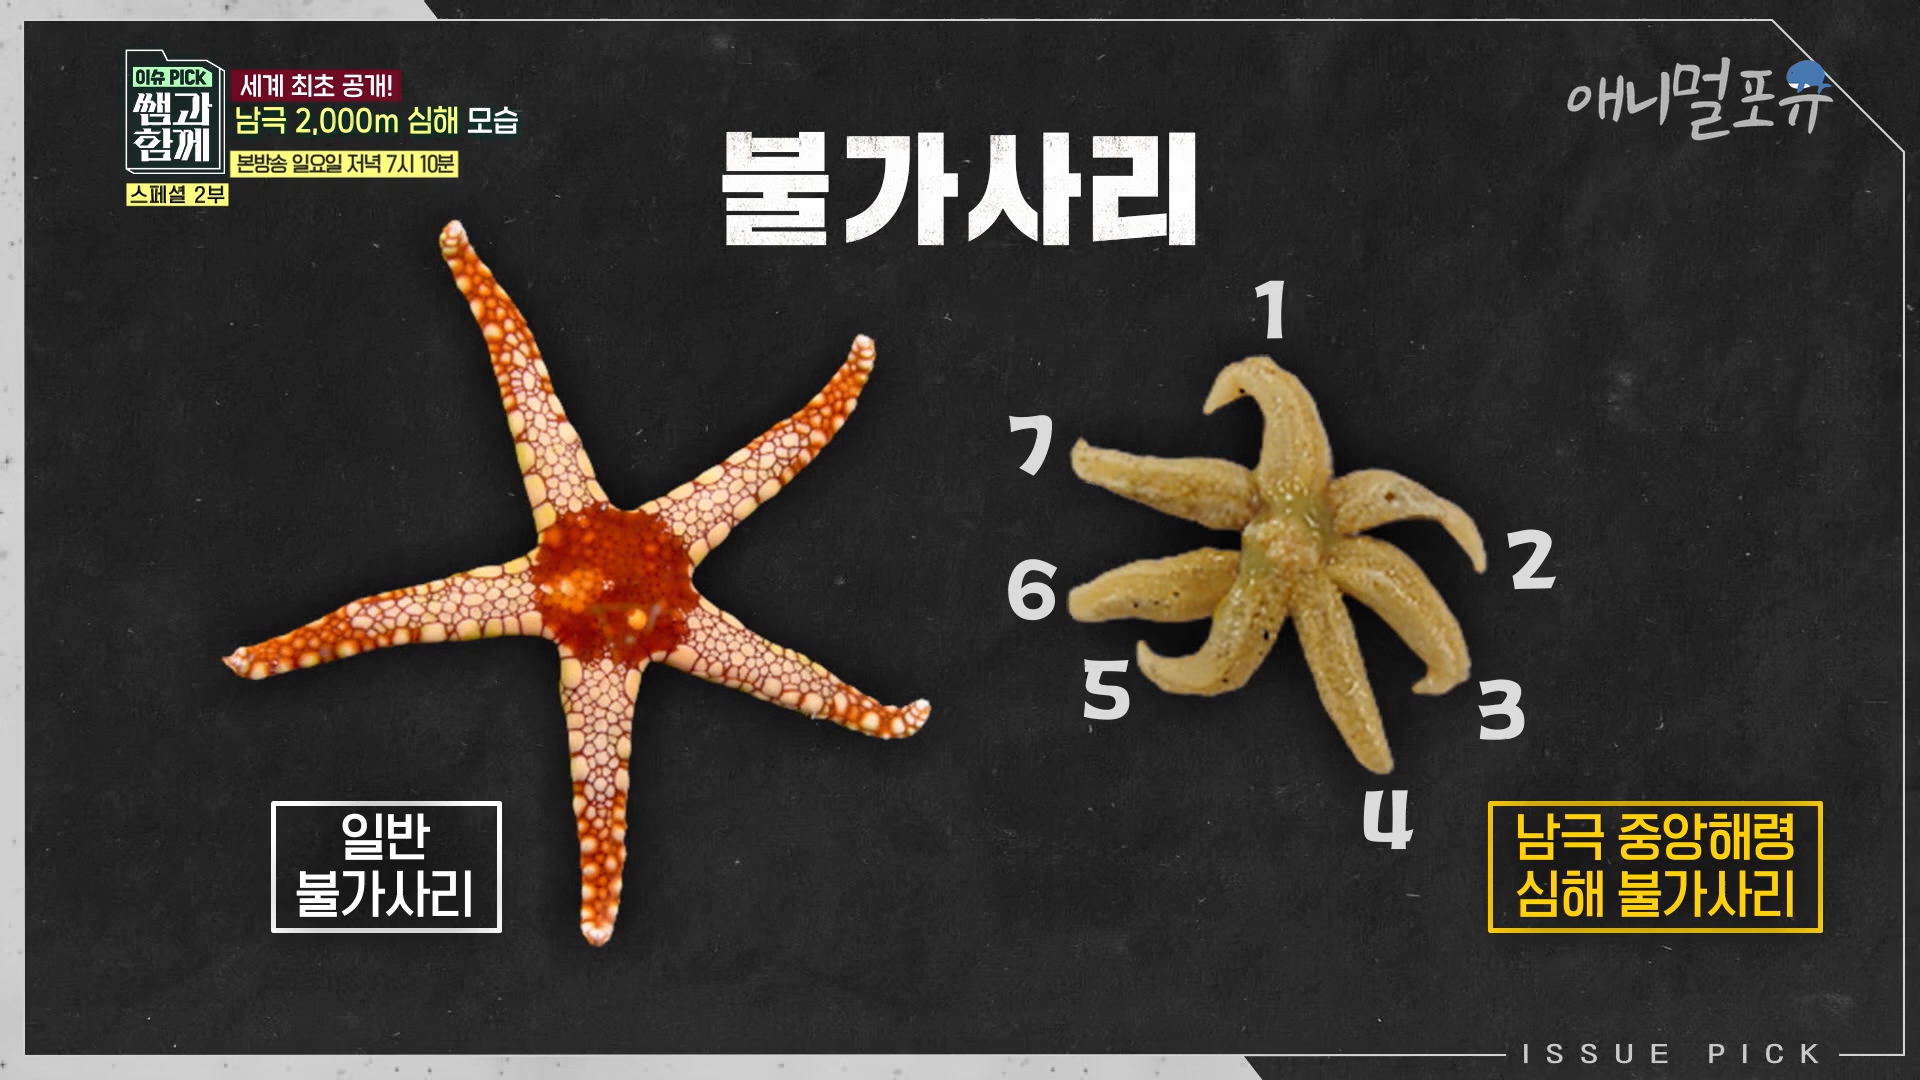 이슈 PICK
쌤과
함께
세계 최초 공개!
남극 2,000m 심해 모습
본방송 일요일 저녁 7시 10분
스페셜 2부
애니멀포유
불가사리
1
7
2
6
5
3
4
일반
불가사리
남극 중앙해령
심해 불가사리
ISSUE PICK